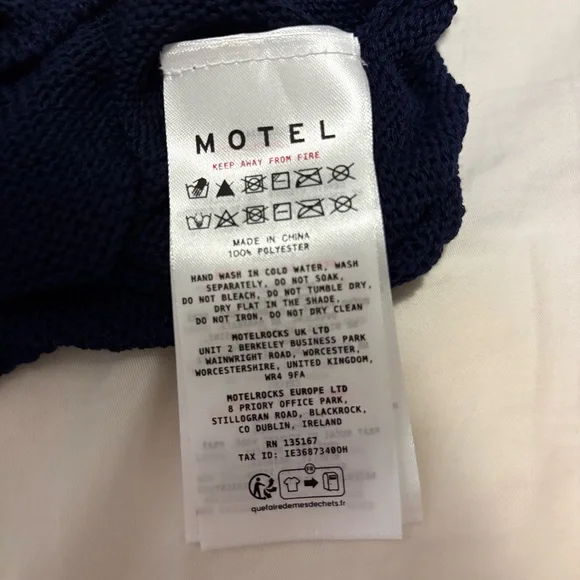 MOTEL
KEEP AWAY FROM FIRE
MADE IN CHINA
100% POLYESTER
HAND WASH IN COLD WATER, WASH
SEPARATELY, DO NOT SOAK,
DO NOT BLEACH, DO NOT TUMBLE DRY,
DRY FLAT IN THE SHADE,
DO NOT IRON, DO NOT DRY CLEAN
MOTELROCKS UK LTD
UNIT 2 BERKELEY BUSINESS PARK
WAINWRIGHT ROAD, WORCESTER,
WORCESTERSHIRE, UNITED KINGDOM,
WR4 9FA
MOTELROCKS EUROPE LTD
8 PRIORY OFFICE PARK,
STILLOGRAN ROAD, BLACKROCK,
CO DUBLIN, IRELAND
RN 135167
TAX ID: IE3687340OH
FR
quefairedemesdechets.fr